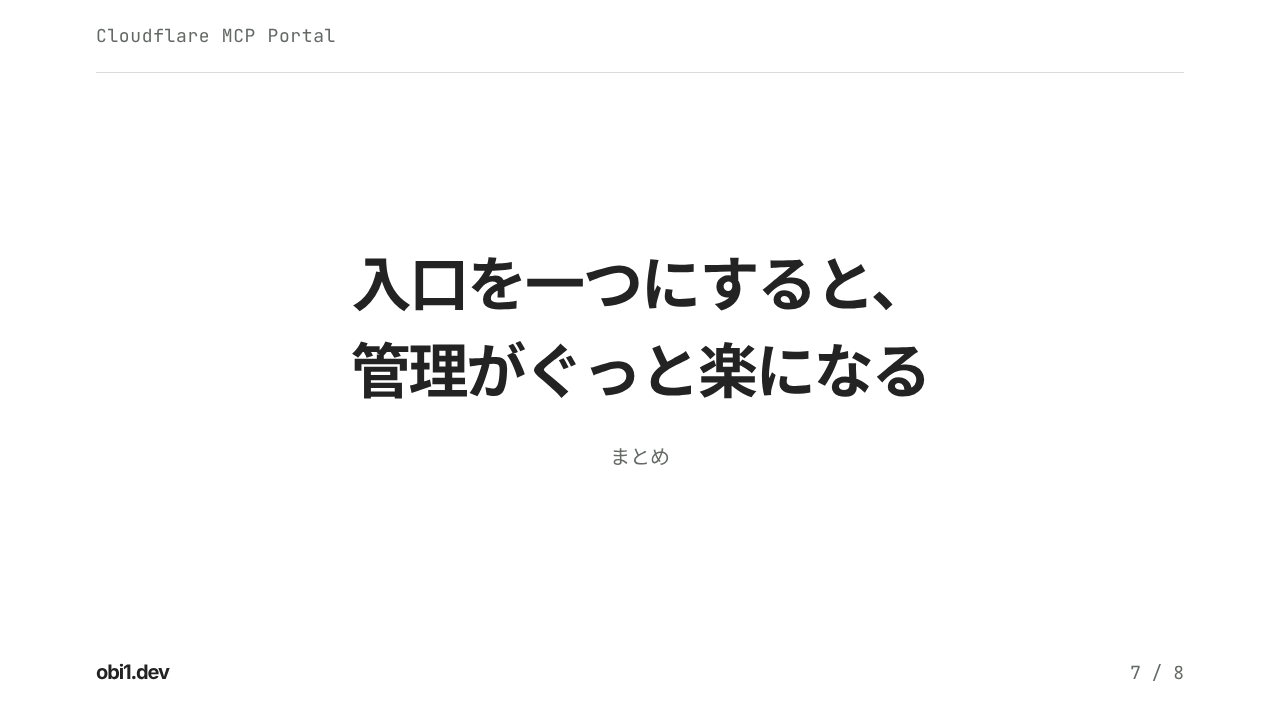 Cloudflare MCP Portal
入口を一つにすると、
管理がぐっと楽になる
まとめ
obi1.dev
7 / 8